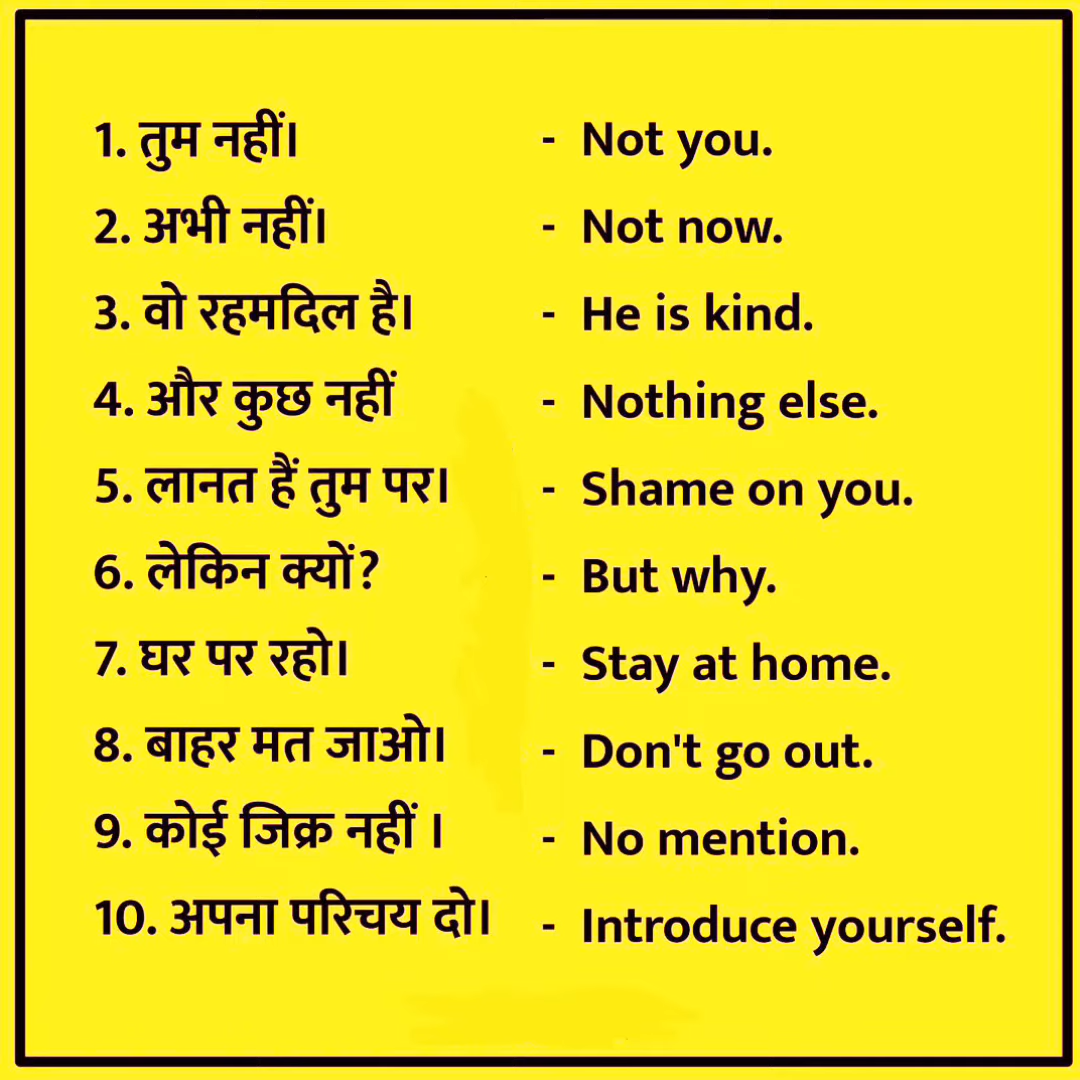 1. तुम नहीं। - Not you.
2. अभी नहीं। - Not now.
3. वो रहमदिल है। - He is kind.
4. और कुछ नहीं - Nothing else.
5. लानत हैं तुम पर। - Shame on you.
6. लेकिन क्यों? - But why.
7. घर पर रहो। - Stay at home.
8. बाहर मत जाओ। - Don't go out.
9. कोई जिक्र नहीं । - No mention.
10. अपना परिचय दो। - Introduce yourself.